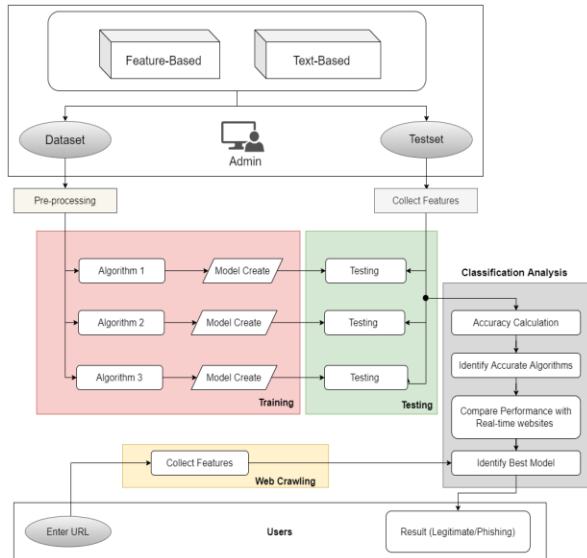 Feature-Based
Text-Based
Dataset
Admin
Testset
Pre-processing
Collect Features
Classification Analysis
Algorithm 1
Model Create
Testing
Algorithm 2
Model Create
Testing
Accuracy Calculation
Identify Accurate Algorithms
Algorithm 3
Model Create
Testing
Training
Testing
Compare Performance with
Real-time websites
Collect Features
Identify Best Model
Web Crawling
Enter URL
Users
Result (Legitimate/Phishing)